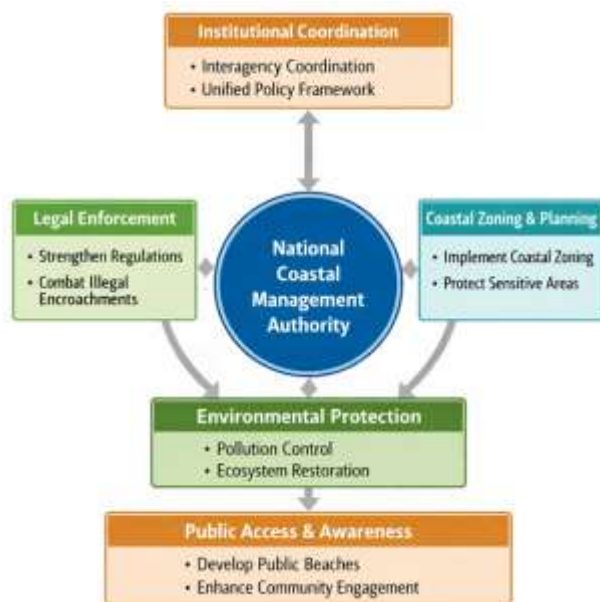 Institutional Coordination
• Interagency Coordination
• Unified Policy Framework
Legal Enforcement
• Strengthen Regulations
• Combat Illegal
Encroachments
National
Coastal
Management
Authority
Coastal Zoning & Planning
• Implement Coastal Zoning
• Protect Sensitive Areas
Environmental Protection
• Pollution Control
• Ecosystem Restoration
Public Access & Awareness
• Develop Public Beaches
• Enhance Community Engagement